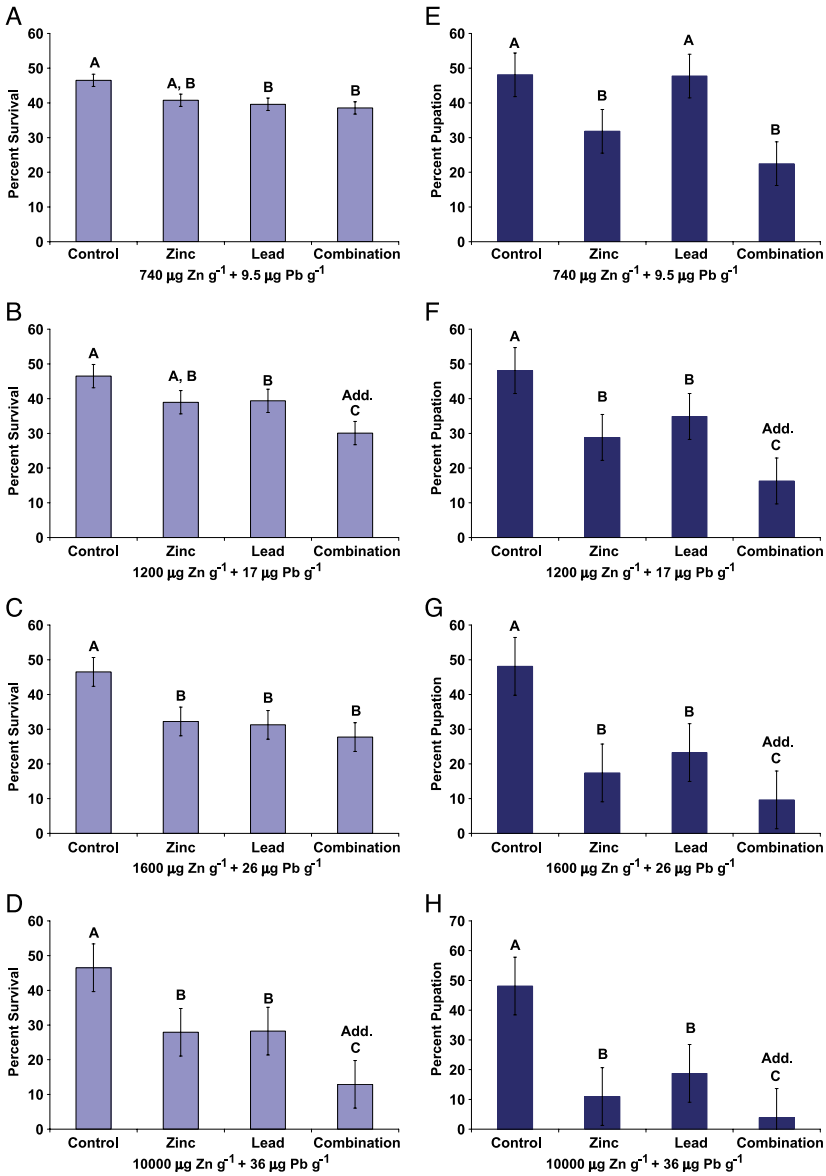 A
60
50
40
30
20
10
0
Percent Survival
A
A, B
B
B
Control Zinc Lead Combination
740 µg Zn g⁻¹ + 9.5 µg Pb g⁻¹
E
60
50
40
30
20
10
0
Percent Pupation
A
B
A
B
Control Zinc Lead Combination
740 µg Zn g⁻¹ + 9.5 µg Pb g⁻¹
B
60
50
40
30
20
10
0
Percent Survival
A
A, B
B
Add.
C
Control Zinc Lead Combination
1200 µg Zn g⁻¹ + 17 µg Pb g⁻¹
F
60
50
40
30
20
10
0
Percent Pupation
A
B
B
Add.
C
Control Zinc Lead Combination
1200 µg Zn g⁻¹ + 17 µg Pb g⁻¹
C
60
50
40
30
20
10
0
Percent Survival
A
B
B
B
Control Zinc Lead Combination
1600 µg Zn g⁻¹ + 26 µg Pb g⁻¹
G
60
50
40
30
20
10
0
Percent Pupation
A
B
B
Add.
C
Control Zinc Lead Combination
1600 µg Zn g⁻¹ + 26 µg Pb g⁻¹
D
60
50
40
30
20
10
0
Percent Survival
A
B
B
Add.
C
Control Zinc Lead Combination
10000 µg Zn g⁻¹ + 36 µg Pb g⁻¹
H
70
60
50
40
30
20
10
0
Percent Pupation
A
B
B
Add.
C
Control Zinc Lead Combination
10000 µg Zn g⁻¹ + 36 µg Pb g⁻¹